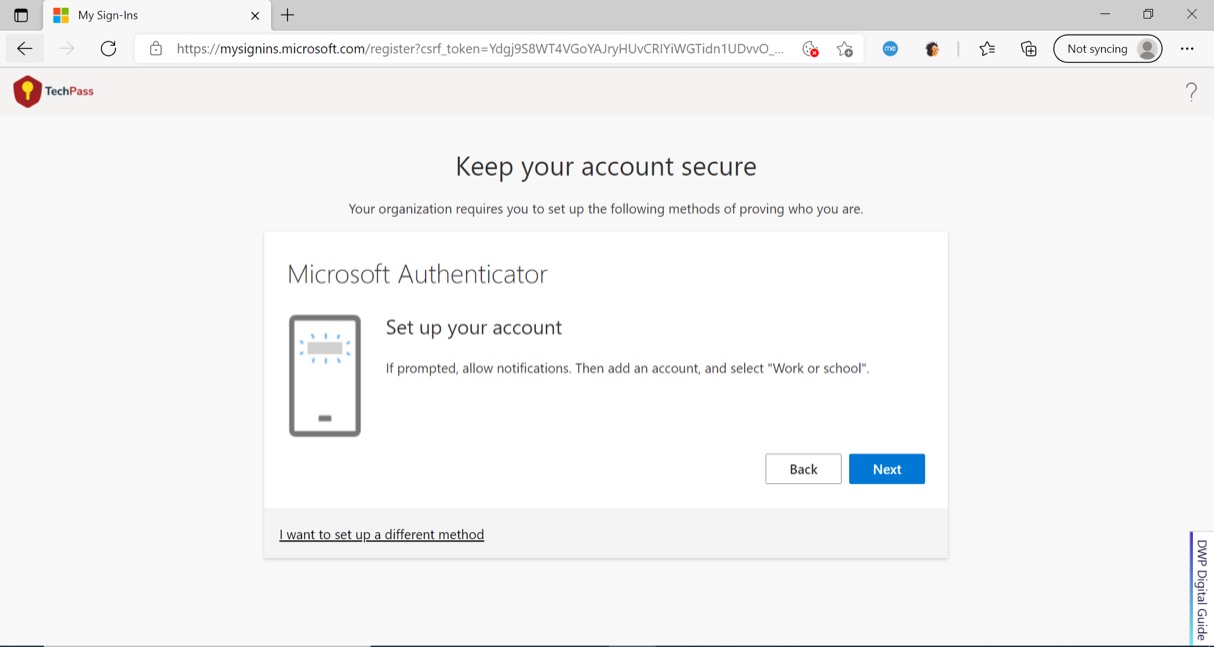 My Sign-Ins
https://mysignins.microsoft.com/register?csrf_token=Ydgj9S8WT4VGoYAJryHUvCRIYiWGTidn1UDvvO_...
me
Not syncing
TechPass
?
Keep your account secure
Your organization requires you to set up the following methods of proving who you are.
Microsoft Authenticator
Set up your account
If prompted, allow notifications. Then add an account, and select "Work or school".
Back
Next
I want to set up a different method
DWP Digital Guide